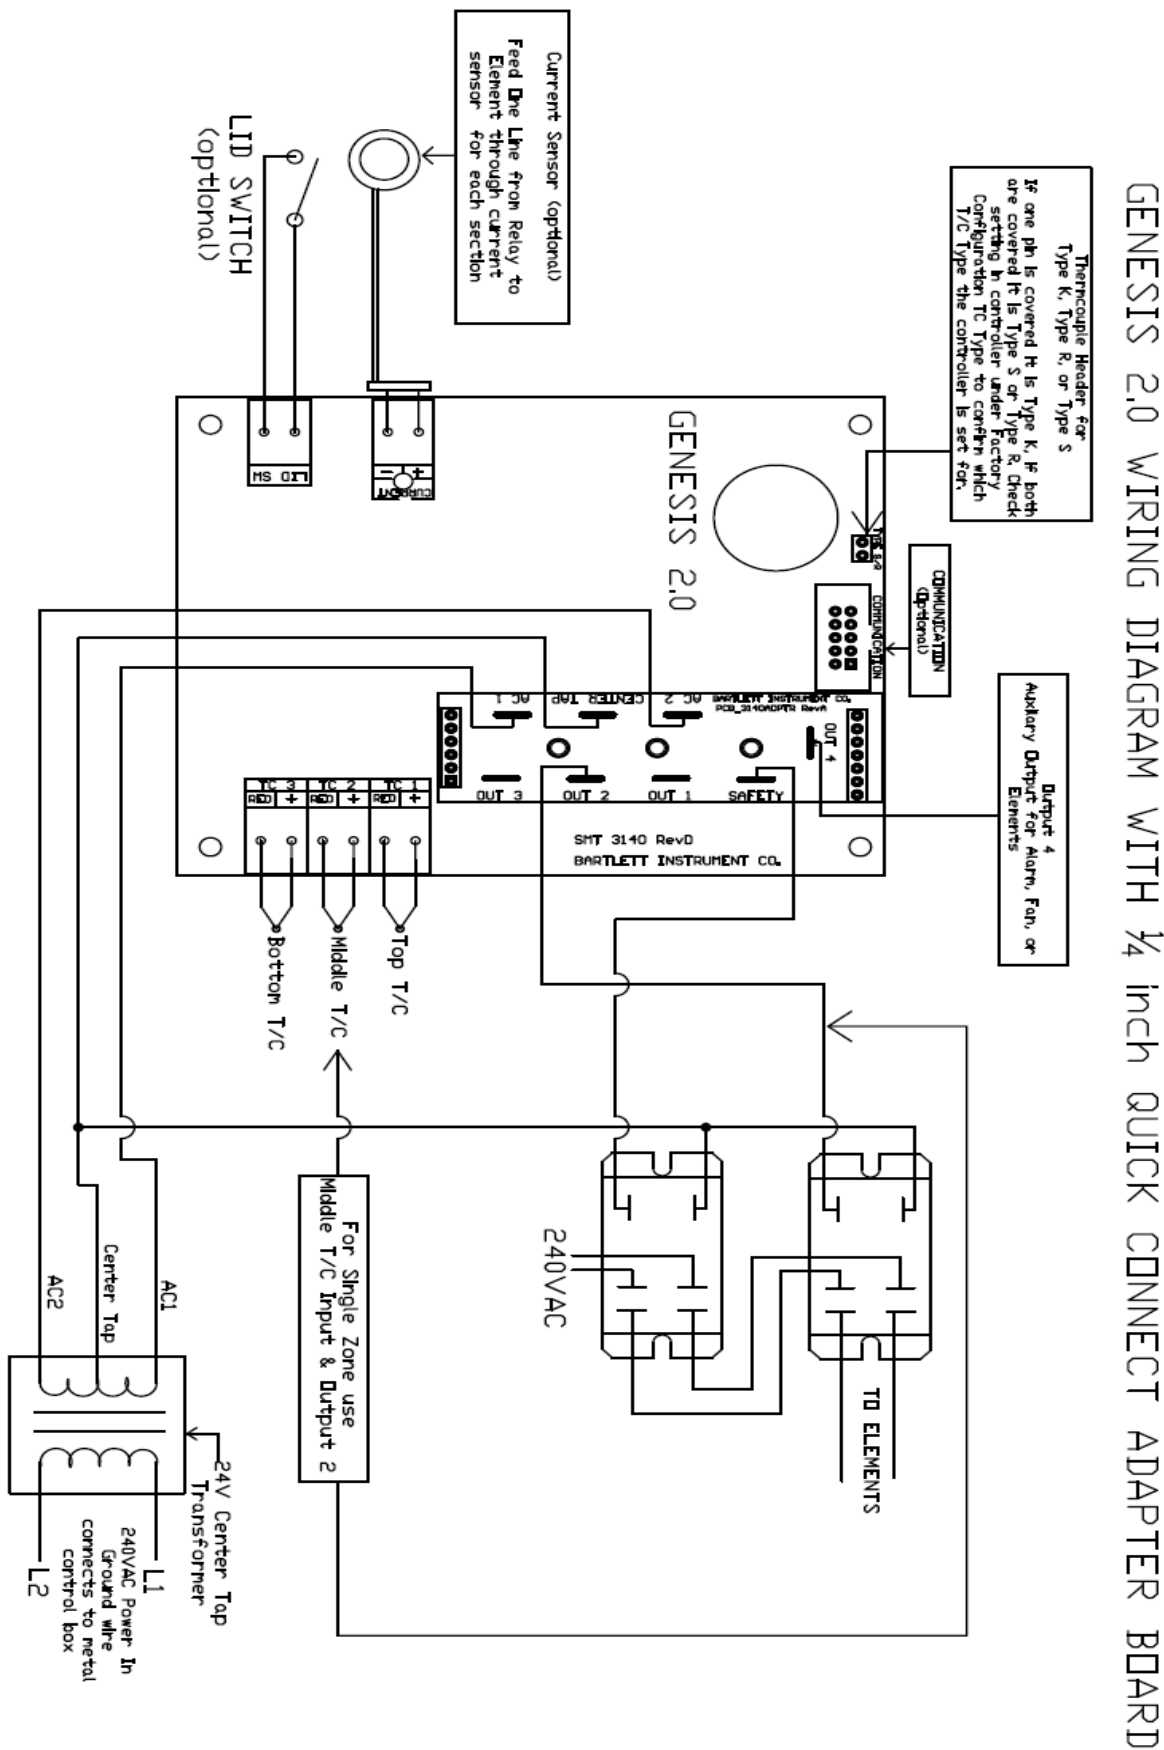 GENESIS 2.0 WIRING DIAGRAM WITH ¼ inch QUICK CONNECT ADAPTER BOARD
Thermcouple Header for
Type K, Type R, or Type S
If one pin is covered it is Type K, if both
are covered it is Type S or Type R. Check
setting in controller under Factory
Configuration TC Type to confirm which
T/C Type the controller is set for.
COMMUNICATION
(Optional)
Output 4
Auxilary Output for Alarm, Fan, or
Elements
Current Sensor (optional)
Feed One Line from Relay to
Element through current
sensor for each section
LID SWITCH
(optional)
GENESIS 2.0
TYPE S/R
COMMUNICATION
CURRENT
+
-
LID SW
BARTLETT INSTRUMENT CO.
PCB_3140ADPTR RevA
AC 2
CENTER TAP
AC 1
OUT 4
SAFETY
OUT 1
OUT 2
OUT 3
SMT 3140 RevD
BARTLETT INSTRUMENT CO.
TC 1
+
RED
TC 2
+
RED
TC 3
+
RED
Top T/C
Middle T/C
Bottom T/C
240VAC
TO ELEMENTS
For Single Zone use
Middle T/C Input & Output 2
AC1
Center Tap
AC2
24V Center Tap
Transformer
L1
240VAC Power In
Ground wire
connects to metal
control box
L2